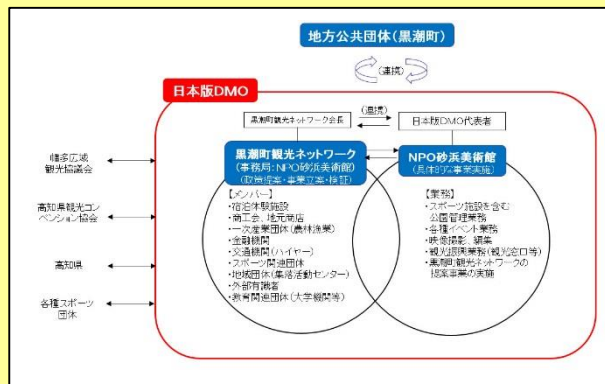 地方公共団体(黒潮町)
(連携)
日本版DMO
黒潮町観光ネットワーク会長
(連携)
日本版DMO代表者
黒潮町観光ネットワーク
(事務局:NPO砂浜美術館)
(政策提案・事業立案・検証)
NPO砂浜美術館
(具体的な事業実施)
【メンバー】
・宿泊体験施設
・商工会、地元商店
・一次産業団体(農林漁業)
・金融機関
・交通機関(ハイヤー)
・スポーツ関連団体
・地域団体(集落活動センター)
・外部有識者
・教育関連団体(大学機関等)
【業務】
・スポーツ施設を含む
公園管理業務
・各種イベント業務
・映像撮影、編集
・観光振興業務(観光窓口等)
・黒潮町観光ネットワークの
提案事業の実施
幡多広域
観光協議会
高知県観光コン
ベンション協会
高知県
各種スポーツ
団体